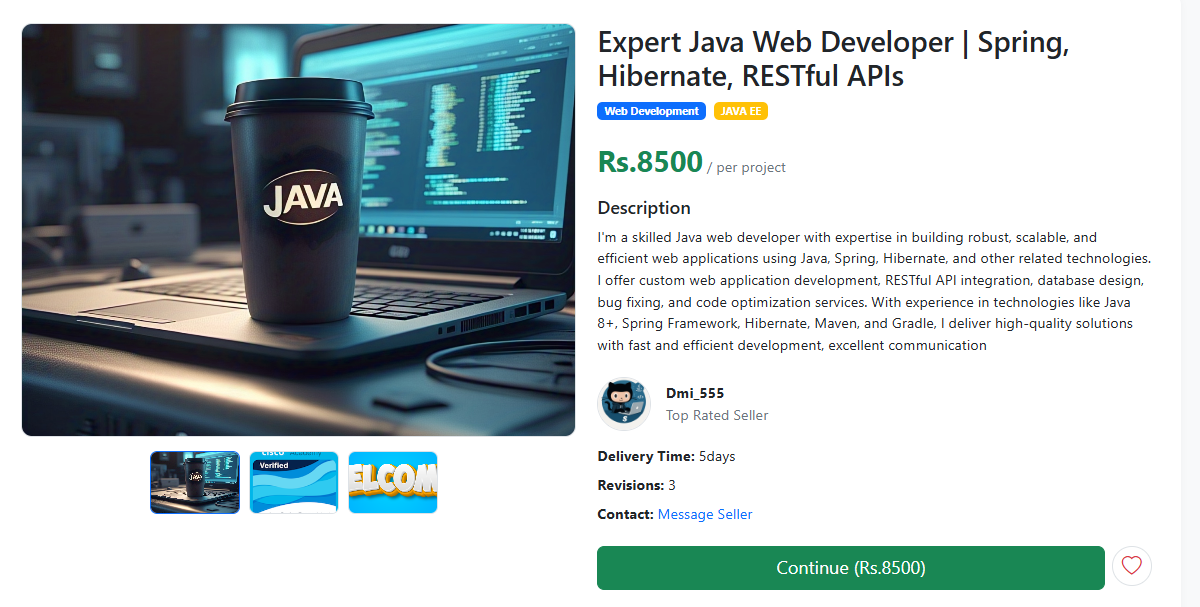 Expert Java Web Developer | Spring,
Hibernate, RESTful APIs
Web Development JAVA EE
Rs.8500 / per project
Description
I'm a skilled Java web developer with expertise in building robust, scalable, and
efficient web applications using Java, Spring, Hibernate, and other related technologies.
I offer custom web application development, RESTful API integration, database design,
bug fixing, and code optimization services. With experience in technologies like Java
8+, Spring Framework, Hibernate, Maven, and Gradle, I deliver high-quality solutions
with fast and efficient development, excellent communication
Dmi_555
Top Rated Seller
Delivery Time: 5days
Revisions: 3
Contact: Message Seller
Continue (Rs.8500)
JAVA
JAVA
cisco Academy
Verified
ELCOM